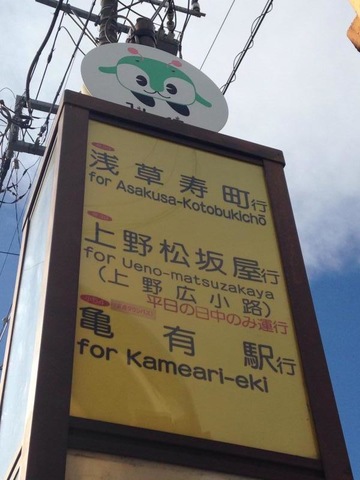 浅草寿町行
for Asakusa-Kotobukichō
上野松坂屋行
for Ueno-matsuzakaya
(上野広小路)
平日の日中のみ運行
亀有駅行
for Kameari-eki